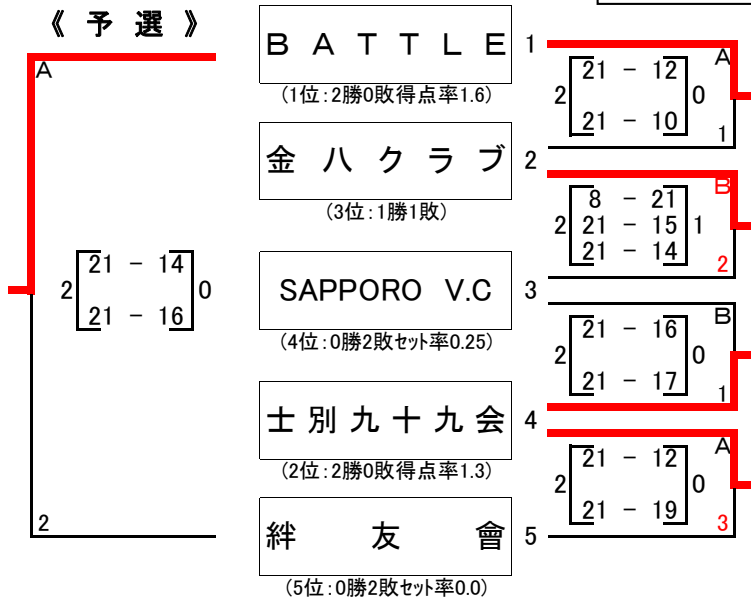 《 予 選 》
A
2
21 - 14
21 - 16
0
2
BATTLE
1
(1位:2勝0敗得点率1.6)
金八クラブ
2
(3位:1勝1敗)
SAPPORO V.C
3
(4位:0勝2敗セット率0.25)
士別九十九会
4
(2位:2勝0敗得点率1.3)
絆友會
5
(5位:0勝2敗セット率0.0)
A
21 - 12
2
0
21 - 10
1
B
8 - 21
2 21 - 15 1
21 - 14
2
B
21 - 16
2
0
21 - 17
1
A
21 - 12
2
0
21 - 19
3